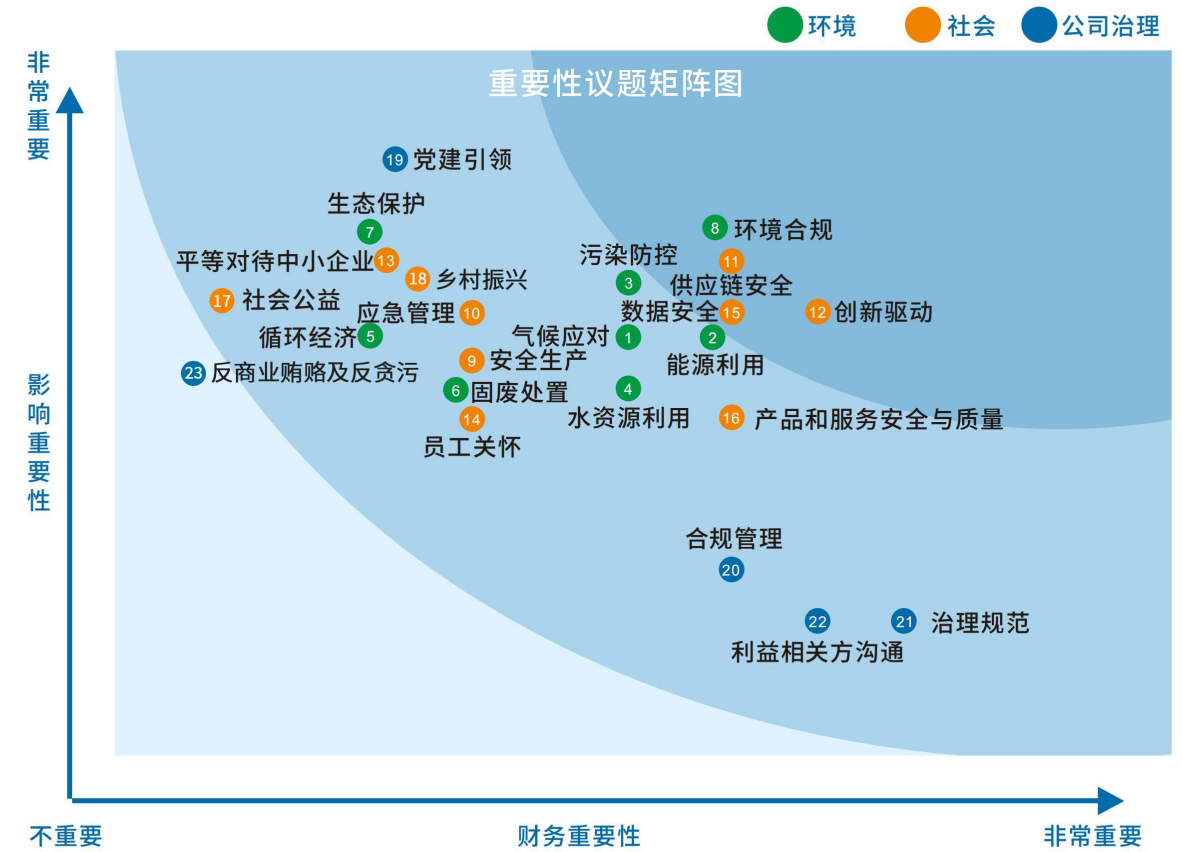 环境
社会
公司治理
非常重要
重要性议题矩阵图
19 党建引领
生态保护
7
8 环境合规
平等对待中小企业 13
污染防控
11
18 乡村振兴
3
供应链安全
17 社会公益
应急管理 10
数据安全 15
12 创新驱动
循环经济 5
气候应对 1
2
能源利用
9 安全生产
23 反商业贿赂及反贪污
6 固废处置
4
水资源利用
14
员工关怀
16 产品和服务安全与质量
影响重要性
合规管理
20
22
利益相关方沟通
21 治理规范
不重要
财务重要性
非常重要